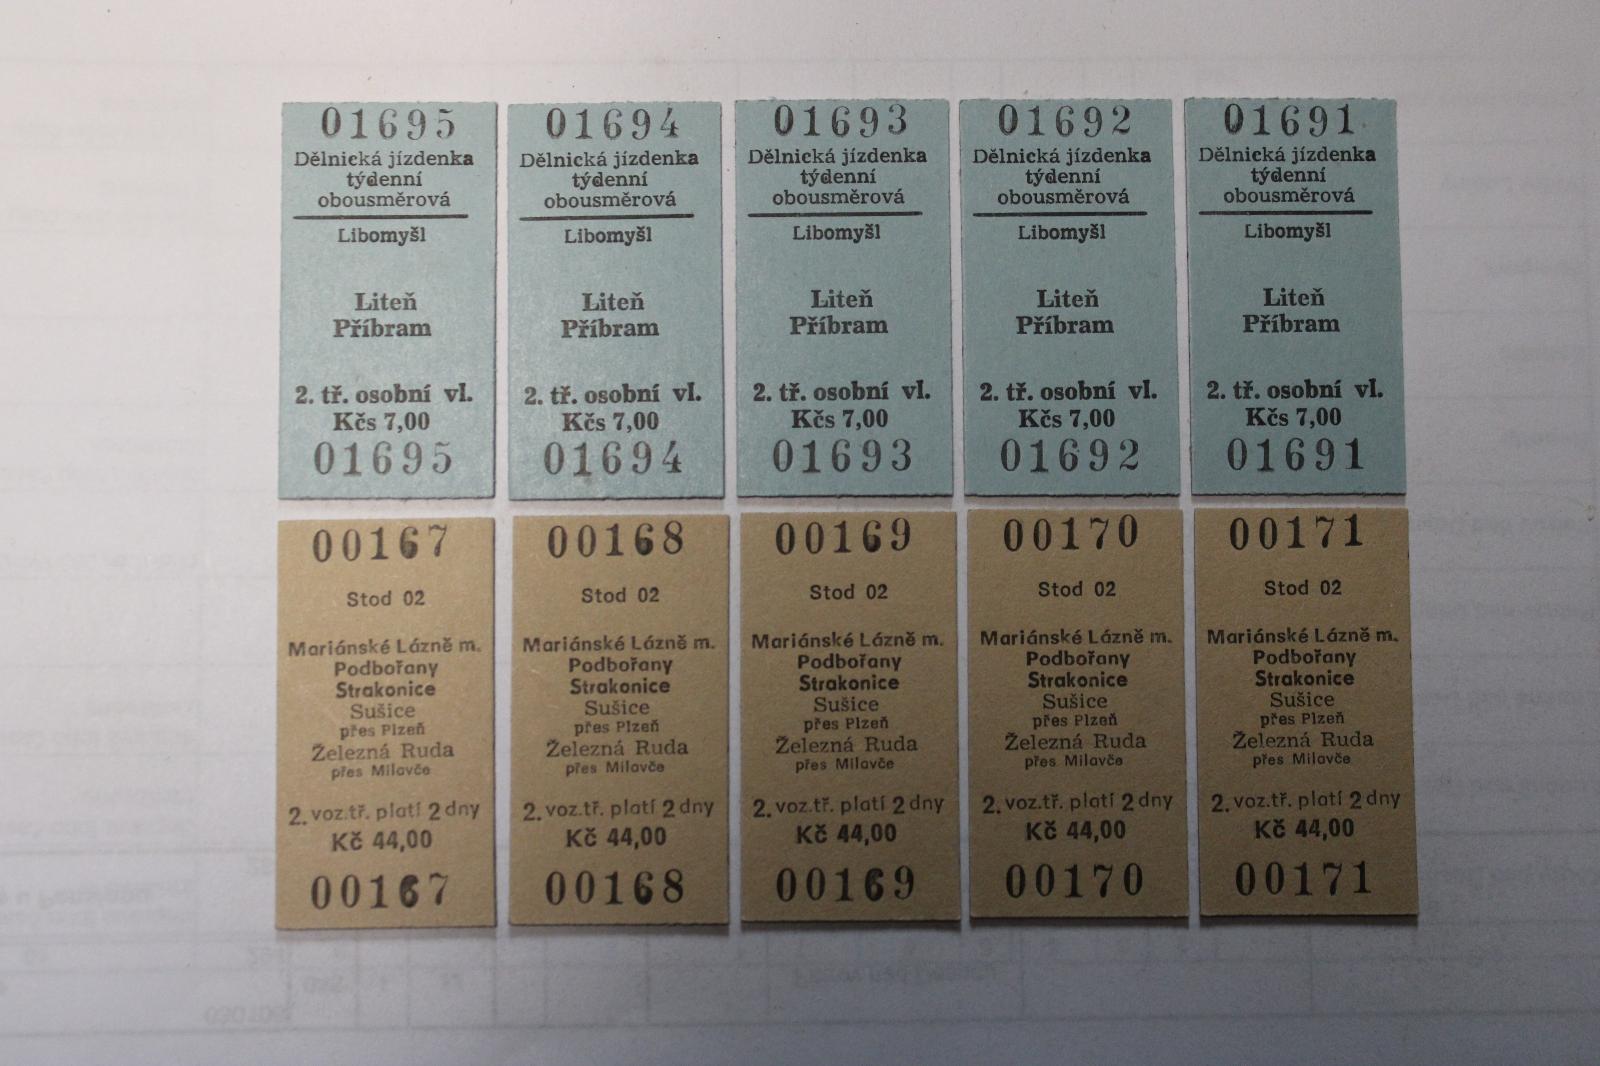 01695
Dělnická jízdenka
týdenní
obousměrová
Libomyšl
Liteň
Příbram
2. tř. osobní vl.
Kčs 7,00
01695
01694
Dělnická jízdenka
týdenní
obousměrová
Libomyšl
Liteň
Příbram
2. tř. osobní vl.
Kčs 7,00
01694
01693
Dělnická jízdenka
týdenní
obousměrová
Libomyšl
Liteň
Příbram
2. tř. osobní vl.
Kčs 7,00
01693
01692
Dělnická jízdenka
týdenní
obousměrová
Libomyšl
Liteň
Příbram
2. tř. osobní vl.
Kčs 7,00
01692
01691
Dělnická jízdenka
týdenní
obousměrová
Libomyšl
Liteň
Příbram
2. tř. osobní vl.
Kčs 7,00
01691
00167
Stod 02
Mariánské Lázně m.
Podbořany
Strakonice
Sušice
přes Plzeň
Železná Ruda
přes Milavče
2. voz.tř. platí 2 dny
Kč 44,00
00167
00168
Stod 02
Mariánské Lázně m.
Podbořany
Strakonice
Sušice
přes Plzeň
Železná Ruda
přes Milavče
2. voz.tř. platí 2 dny
Kč 44,00
00168
00169
Stod 02
Mariánské Lázně m.
Podbořany
Strakonice
Sušice
přes Plzeň
Železná Ruda
přes Milavče
2. voz.tř. platí 2 dny
Kč 44,00
00169
00170
Stod 02
Mariánské Lázně m.
Podbořany
Strakonice
Sušice
přes Plzeň
Železná Ruda
přes Milavče
2. voz.tř. platí 2 dny
Kč 44,00
00170
00171
Stod 02
Mariánské Lázně m.
Podbořany
Strakonice
Sušice
přes Plzeň
Železná Ruda
přes Milavče
2. voz.tř. platí 2 dny
Kč 44,00
00171